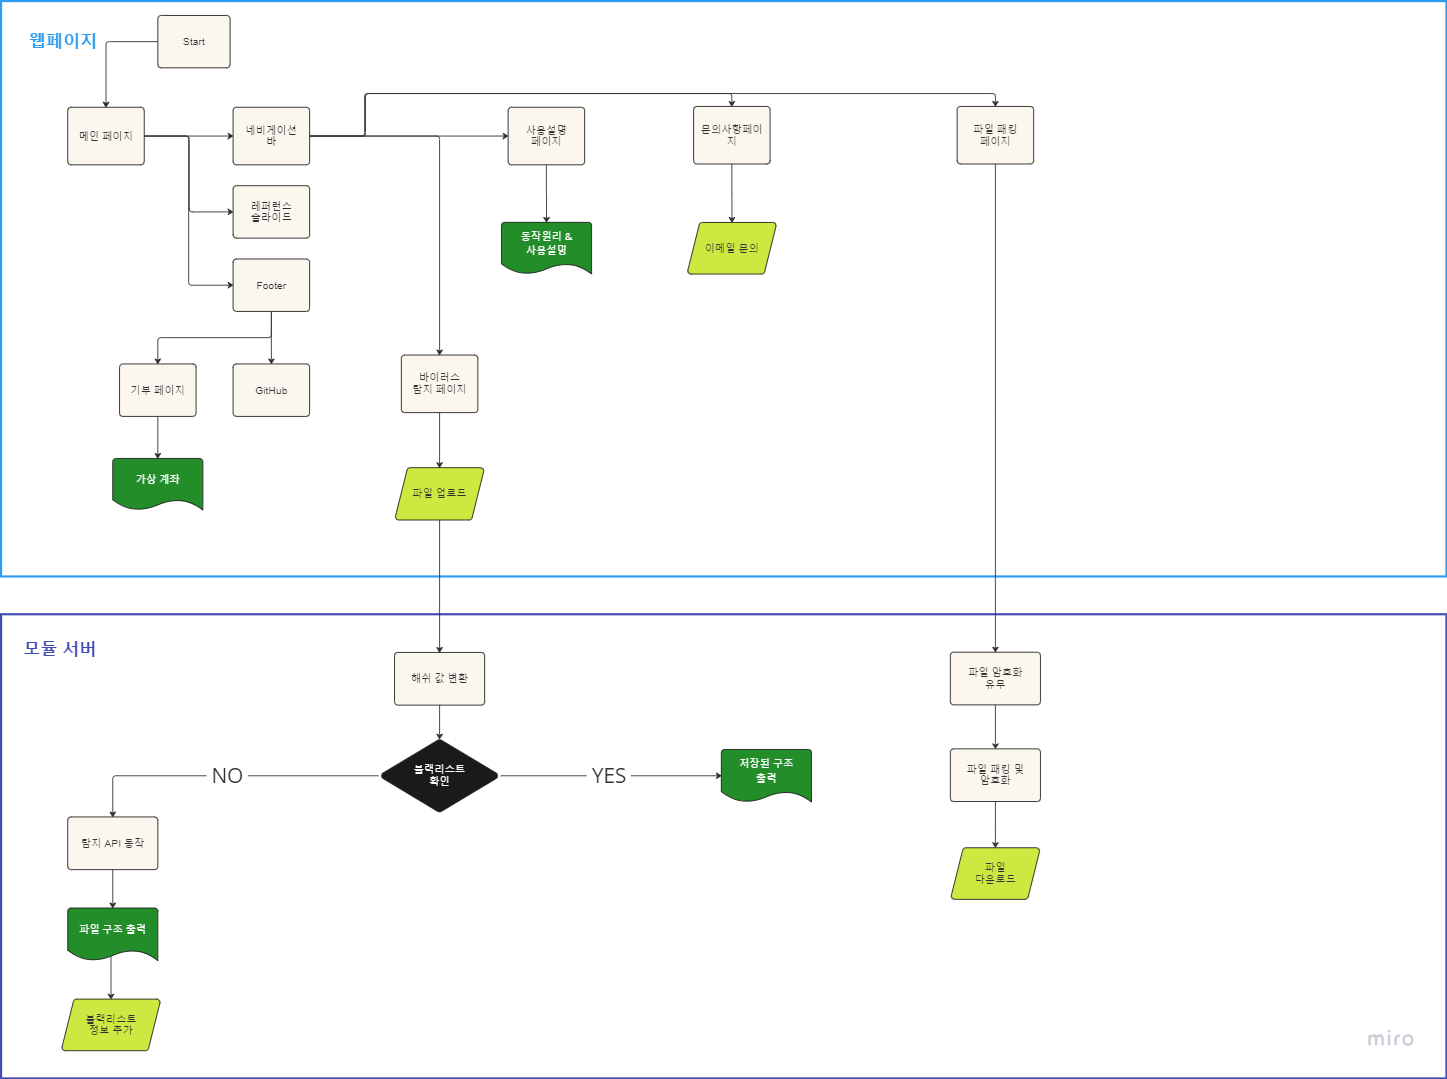 웹페이지
Start
메인 페이지
네비게이션
바
사용설명
페이지
문의사항페이
지
파일 패킹
페이지
레퍼런스
슬라이드
동작원리 &
사용설명
이메일 문의
Footer
기부 페이지
GitHub
바이러스
탐지 페이지
가상 계좌
파일 업로드
모듈 서버
해쉬 값 변환
파일 암호화
유무
NO
블랙리스트
확인
YES
저장된 구조
출력
파일 패킹 및
암호화
탐지 API 동작
파일
다운로드
파일 구조 출력
블랙리스트
정보 추가
miro